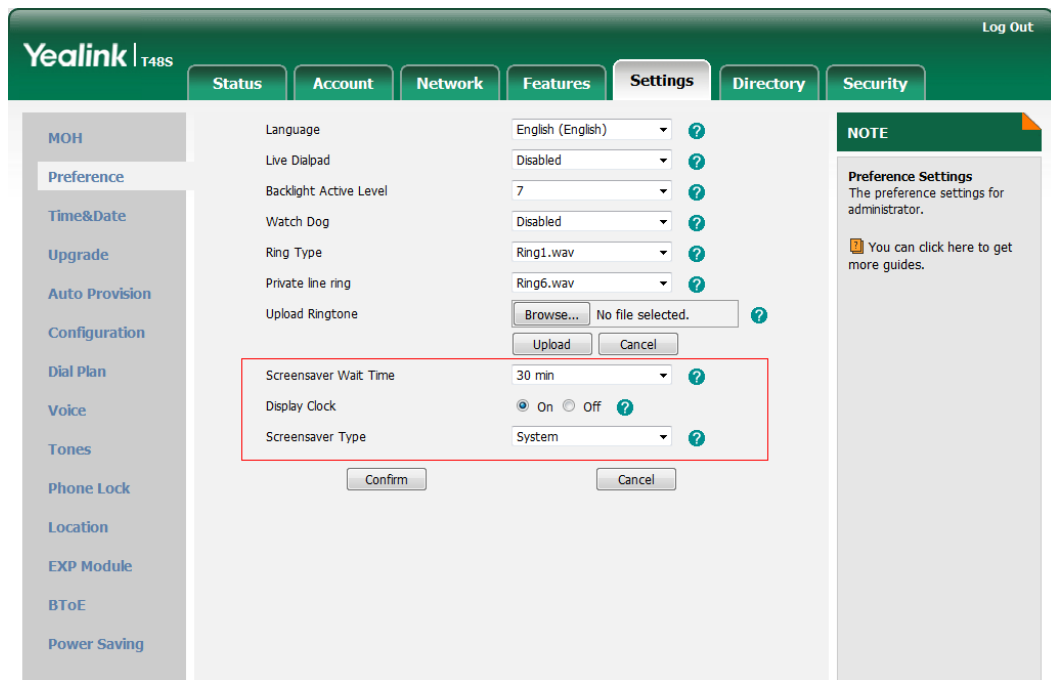 Log Out
Yealink T48S
Status Account Network Features Settings Directory Security
MOH
Preference
Time&Date
Upgrade
Auto Provision
Configuration
Dial Plan
Voice
Tones
Phone Lock
Location
EXP Module
BToE
Power Saving
Language English (English) ?
Live Dialpad Disabled ?
Backlight Active Level 7 ?
Watch Dog Disabled ?
Ring Type Ring1.wav ?
Private line ring Ring6.wav ?
Upload Ringtone Browse... No file selected. ?
Upload Cancel
Screensaver Wait Time 30 min ?
Display Clock On Off ?
Screensaver Type System ?
Confirm Cancel
NOTE
Preference Settings
The preference settings for
administrator.
? You can click here to get
more guides.